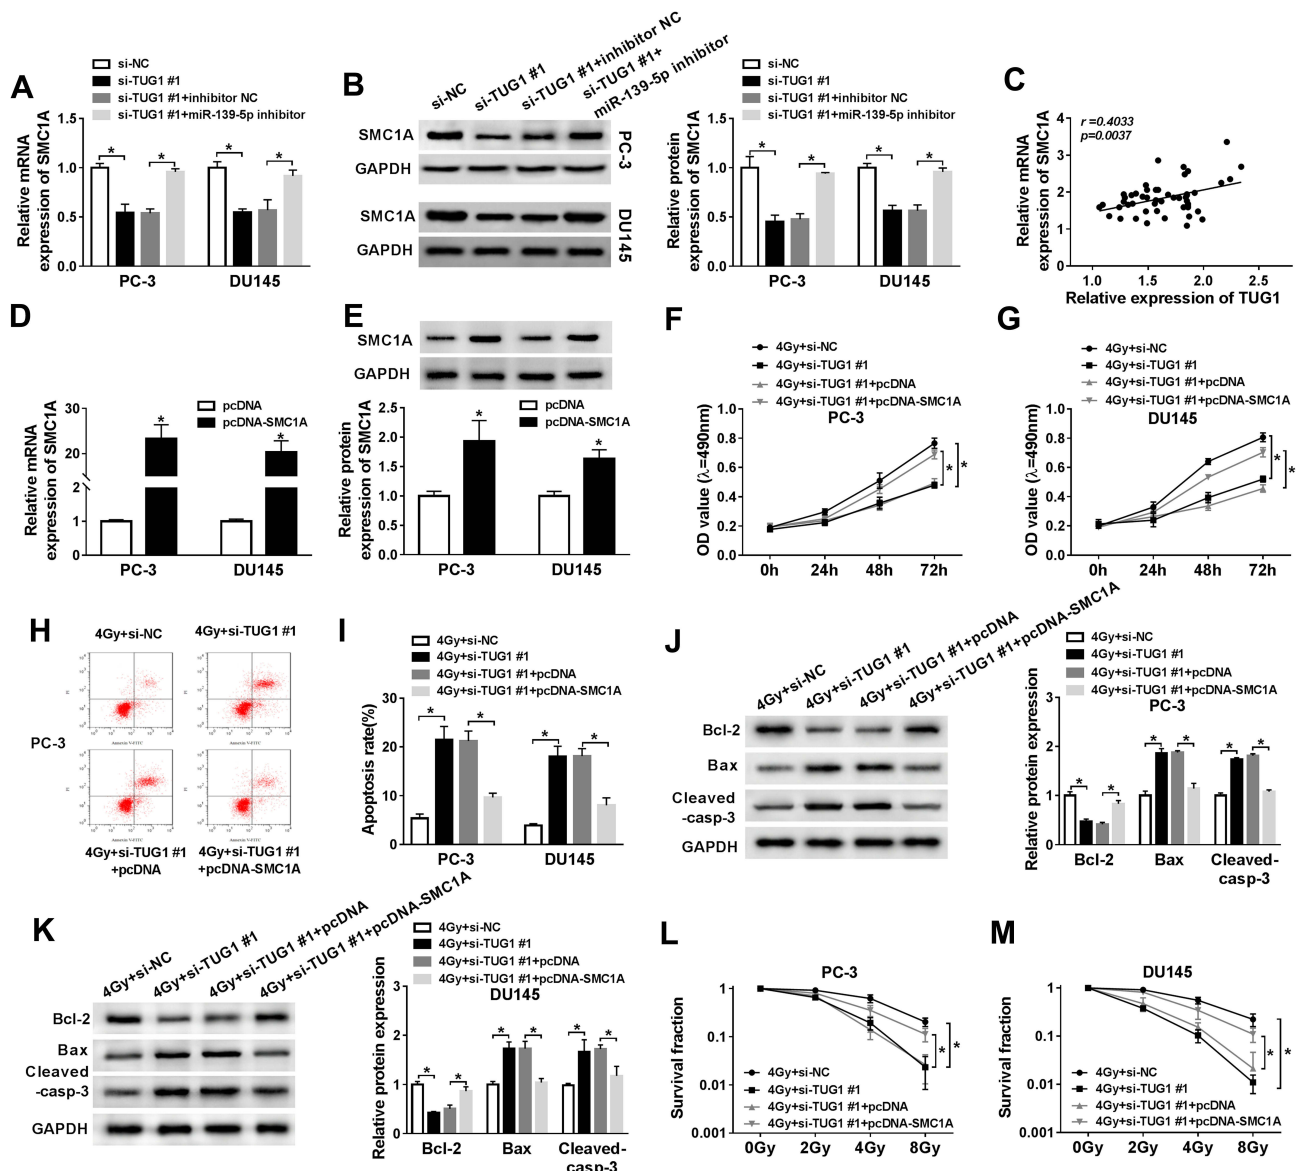 A
si-NC
si-TUG1 #1
si-TUG1 #1+inhibitor NC
si-TUG1 #1+miR-139-5p inhibitor
Relative mRNA
expression of SMC1A
1.5
1.0
0.5
0.0
*
*
*
*
PC-3
DU145
B
si-NC
si-TUG1 #1
si-TUG1 #1+inhibitor NC
si-TUG1 #1+
miR-139-5p inhibitor
SMC1A
GAPDH
PC-3
SMC1A
GAPDH
DU145
si-NC
si-TUG1 #1
si-TUG1 #1+inhibitor NC
si-TUG1 #1+miR-139-5p inhibitor
Relative protein
expression of SMC1A
1.5
1.0
0.5
0.0
*
*
*
*
PC-3
DU145
C
r=0.4033
p=0.0037
Relative mRNA
expression of SMC1A
4
3
2
1
0
1.0
1.5
2.0
2.5
Relative expression of TUG1
D
pcDNA
pcDNA-SMC1A
Relative mRNA
expression of SMC1A
30
20
2
1
0
*
*
PC-3
DU145
E
SMC1A
GAPDH
pcDNA
pcDNA-SMC1A
Relative protein
expression of SMC1A
2.5
2.0
1.5
1.0
0.5
0.0
*
*
PC-3
DU145
F
4Gy+si-NC
4Gy+si-TUG1 #1
4Gy+si-TUG1 #1+pcDNA
4Gy+si-TUG1 #1+pcDNA-SMC1A
PC-3
OD value (λ=490nm)
1.0
0.8
0.6
0.4
0.2
0.0
*
*
0h
24h
48h
72h
G
4Gy+si-NC
4Gy+si-TUG1 #1
4Gy+si-TUG1 #1+pcDNA
4Gy+si-TUG1 #1+pcDNA-SMC1A
DU145
OD value (λ=490nm)
1.0
0.8
0.6
0.4
0.2
0.0
*
*
0h
24h
48h
72h
H
4Gy+si-NC
4Gy+si-TUG1 #1
PC-3
Annexin V-FITC
Annexin V-FITC
Annexin V-FITC
Annexin V-FITC
4Gy+si-TUG1 #1
+pcDNA
4Gy+si-TUG1 #1
+pcDNA-SMC1A
I
4Gy+si-NC
4Gy+si-TUG1 #1
4Gy+si-TUG1 #1+pcDNA
4Gy+si-TUG1 #1+pcDNA-SMC1A
Apoptosis rate(%)
30
20
10
0
*
*
*
*
PC-3
DU145
J
4Gy+si-NC
4Gy+si-TUG1 #1
4Gy+si-TUG1 #1+pcDNA
4Gy+si-TUG1 #1+pcDNA-SMC1A
Bcl-2
Bax
Cleaved
-casp-3
GAPDH
4Gy+si-NC
4Gy+si-TUG1 #1
4Gy+si-TUG1 #1+pcDNA
4Gy+si-TUG1 #1+pcDNA-SMC1A
PC-3
Relative protein expression
3
2
1
0
*
*
*
*
*
*
Bcl-2
Bax
Cleaved-
casp-3
K
4Gy+si-NC
4Gy+si-TUG1 #1
4Gy+si-TUG1 #1+pcDNA
4Gy+si-TUG1 #1+pcDNA-SMC1A
Bcl-2
Bax
Cleaved
-casp-3
GAPDH
4Gy+si-NC
4Gy+si-TUG1 #1
4Gy+si-TUG1 #1+pcDNA
4Gy+si-TUG1 #1+pcDNA-SMC1A
DU145
Relative protein expression
3
2
1
0
*
*
*
*
*
*
Bcl-2
Bax
Cleaved-
casp-3
L
PC-3
Survival fraction
1
0.1
0.01
0.001
*
*
4Gy+si-NC
4Gy+si-TUG1 #1
4Gy+si-TUG1 #1+pcDNA
4Gy+si-TUG1 #1+pcDNA-SMC1A
0Gy
2Gy
4Gy
8Gy
M
DU145
Survival fraction
1
0.1
0.01
0.001
*
*
4Gy+si-NC
4Gy+si-TUG1 #1
4Gy+si-TUG1 #1+pcDNA
4Gy+si-TUG1 #1+pcDNA-SMC1A
0Gy
2Gy
4Gy
8Gy